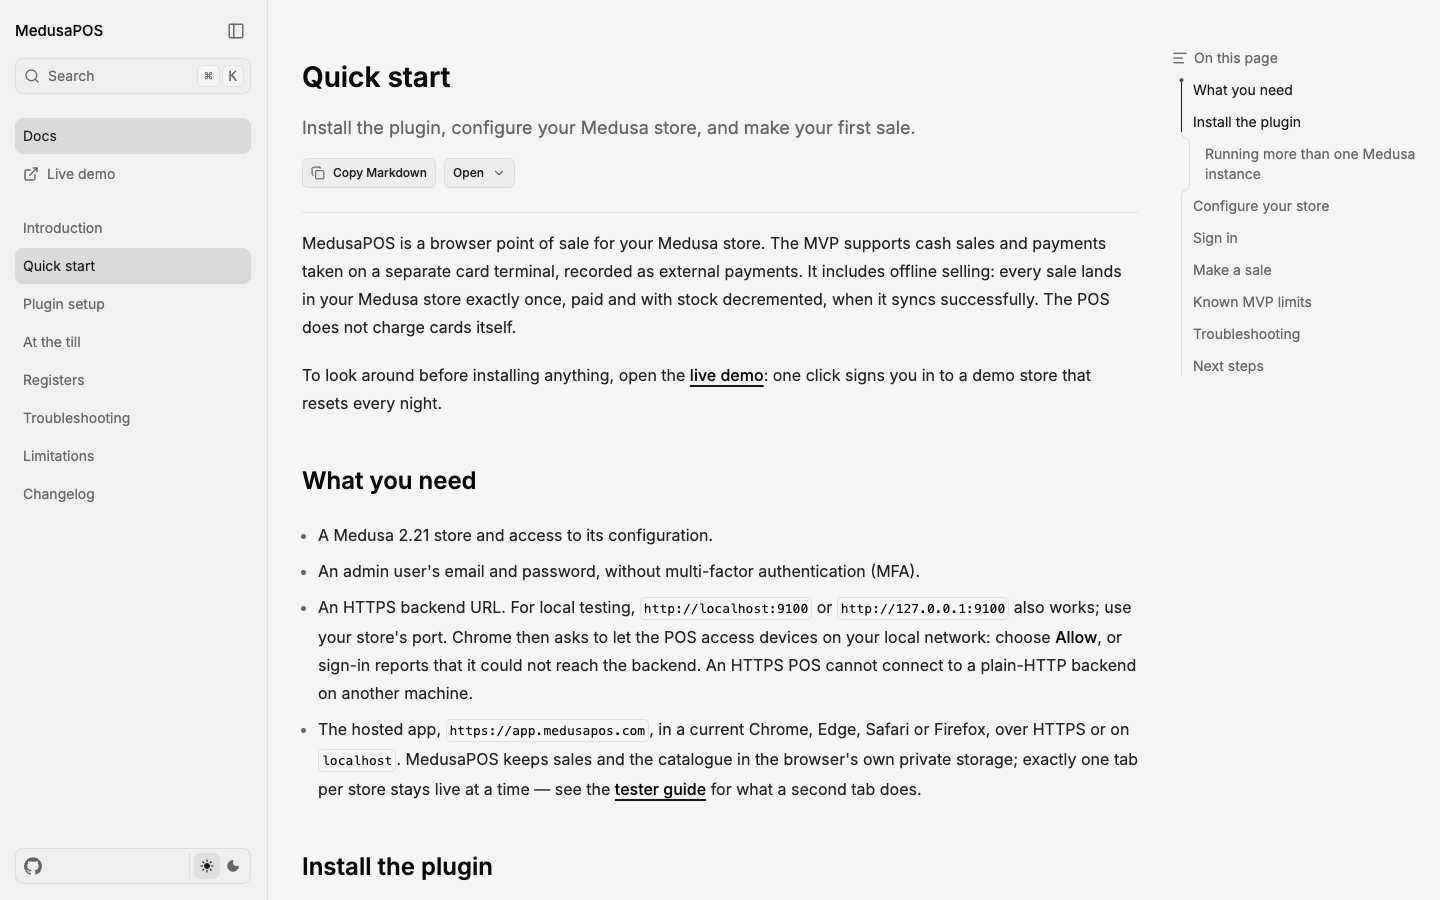 MedusaPOS
Search
⌘ K
Docs
Live demo
Introduction
Quick start
Plugin setup
At the till
Registers
Troubleshooting
Limitations
Changelog
Quick start
Install the plugin, configure your Medusa store, and make your first sale.
Copy Markdown
Open
MedusaPOS is a browser point of sale for your Medusa store. The MVP supports cash sales and payments
taken on a separate card terminal, recorded as external payments. It includes offline selling: every sale lands
in your Medusa store exactly once, paid and with stock decremented, when it syncs successfully. The POS
does not charge cards itself.
To look around before installing anything, open the live demo: one click signs you in to a demo store that
resets every night.
What you need
• A Medusa 2.21 store and access to its configuration.
• An admin user's email and password, without multi-factor authentication (MFA).
• An HTTPS backend URL. For local testing, http://localhost:9100 or http://127.0.0.1:9100 also works; use
your store's port. Chrome then asks to let the POS access devices on your local network: choose Allow, or
sign-in reports that it could not reach the backend. An HTTPS POS cannot connect to a plain-HTTP backend
on another machine.
• The hosted app, https://app.medusapos.com, in a current Chrome, Edge, Safari or Firefox, over HTTPS or on
localhost. MedusaPOS keeps sales and the catalogue in the browser's own private storage; exactly one tab
per store stays live at a time — see the tester guide for what a second tab does.
Install the plugin
On this page
What you need
Install the plugin
Running more than one Medusa
instance
Configure your store
Sign in
Make a sale
Known MVP limits
Troubleshooting
Next steps